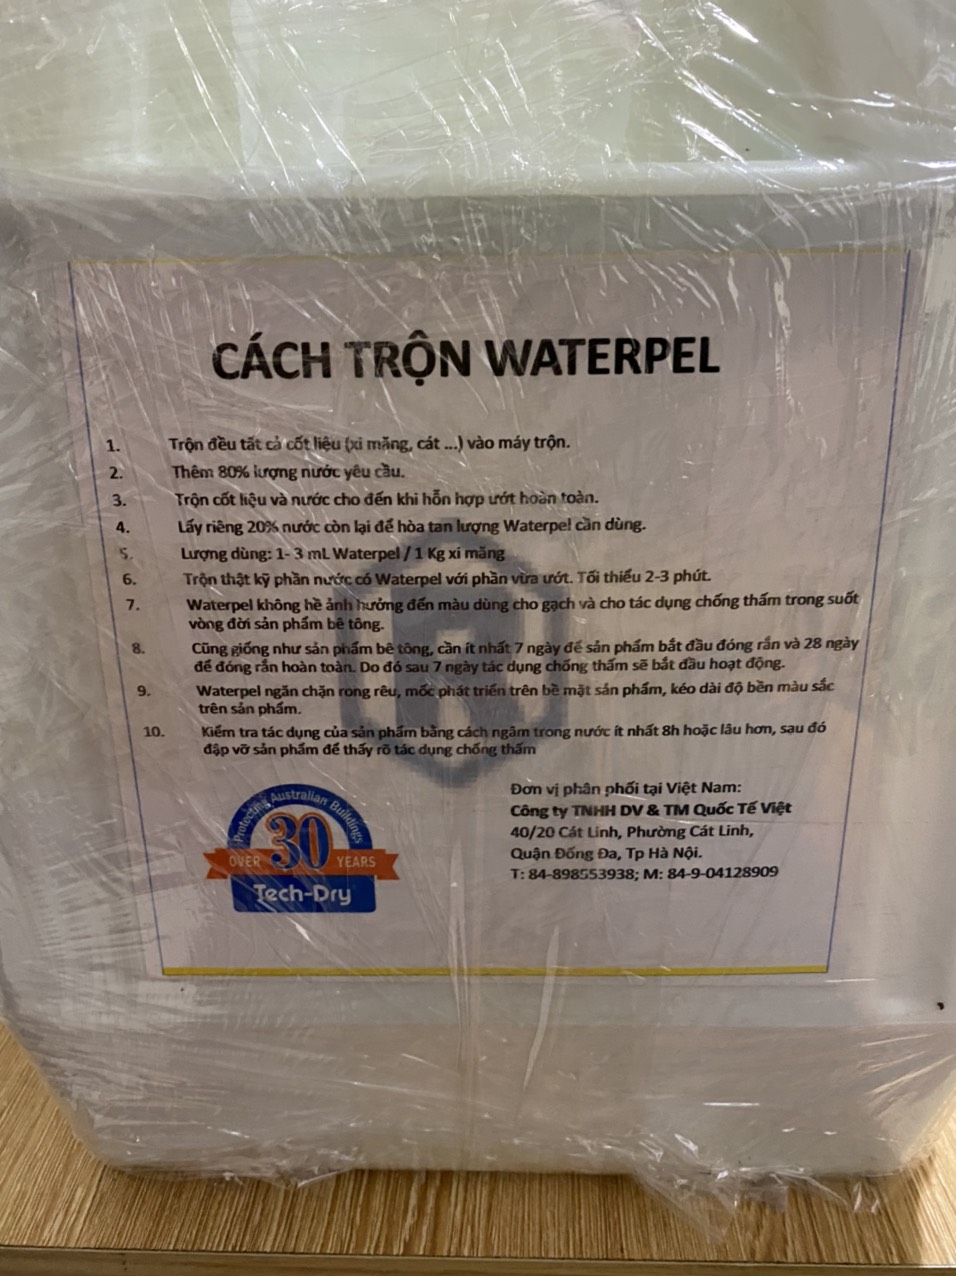 CÁCH TRỘN WATERPEL
1. Trộn đều tất cả cốt liệu (xi măng, cát ...) vào máy trộn.
2. Thêm 80% lượng nước yêu cầu.
3. Trộn cốt liệu và nước cho đến khi hỗn hợp ướt hoàn toàn.
4. Lấy riêng 20% nước còn lại để hòa tan lượng Waterpel cần dùng.
5. Lượng dùng: 1- 3 mL Waterpel / 1 Kg xi măng
6. Trộn thật kỹ phần nước có Waterpel với phần vừa ướt. Tối thiểu 2-3 phút.
7. Waterpel không hề ảnh hưởng đến màu dùng cho gạch và cho tác dụng chống thấm trong suốt
vòng đời sản phẩm bê tông.
8. Cũng giống như sản phẩm bê tông, cần ít nhất 7 ngày để sản phẩm bắt đầu đóng rắn và 28 ngày
để đóng rắn hoàn toàn. Do đó sau 7 ngày tác dụng chống thấm sẽ bắt đầu hoạt động.
9. Waterpel ngăn chặn rong rêu, mốc phát triển trên bề mặt sản phẩm, kéo dài độ bền màu sắc
trên sản phẩm.
10. Kiểm tra tác dụng của sản phẩm bằng cách ngâm trong nước ít nhất 8h hoặc lâu hơn, sau đó
đập vỡ sản phẩm để thấy rõ tác dụng chống thấm
Protecting Australian Buildings
30
OVER YEARS
Tech-Dry
Đơn vị phân phối tại Việt Nam:
Công ty TNHH DV & TM Quốc Tế Việt
40/20 Cát Linh, Phường Cát Linh,
Quận Đống Đa, Tp Hà Nội.
T: 84-898553938; M: 84-9-04128909